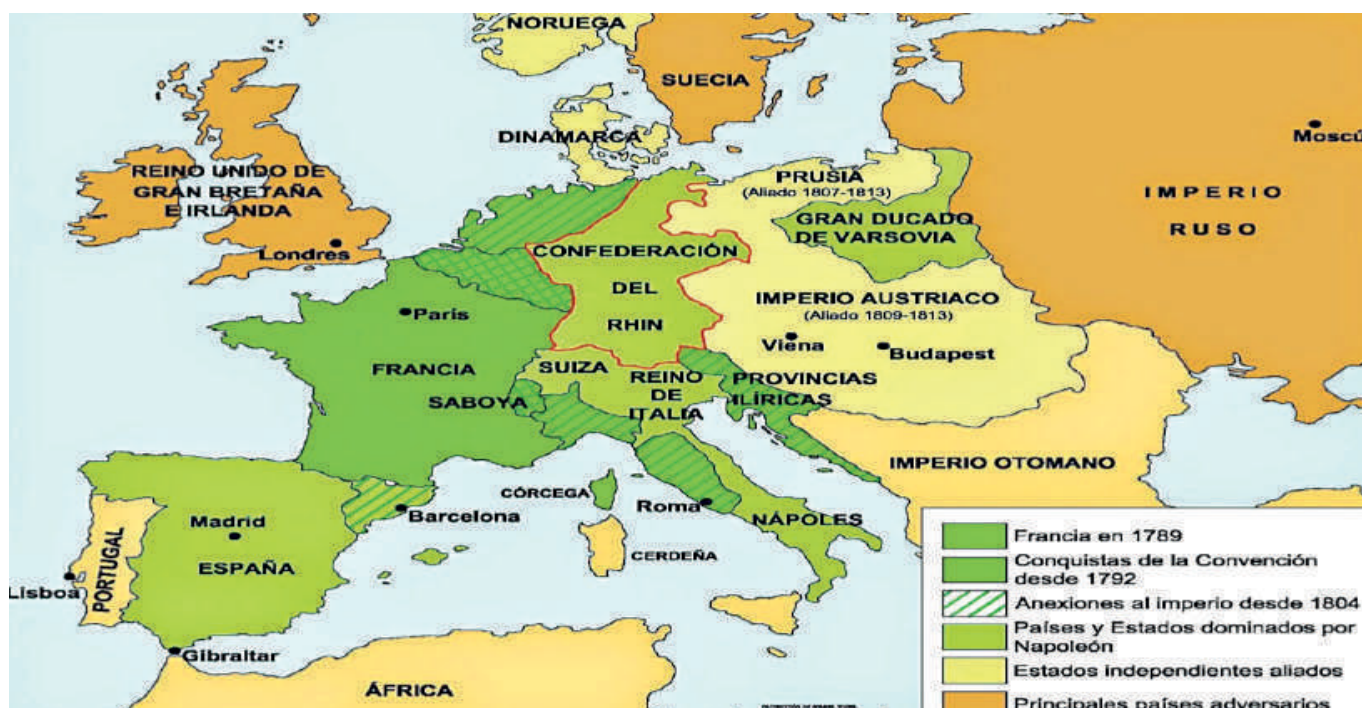 NORUEGA
SUECIA
Moscú
DINAMARCA
REINO UNIDO DE
GRAN BRETAÑA
E IRLANDA
Londres
PRUSIA
(Aliado 1807-1813)
GRAN DUCADO
DE VARSOVIA
IMPERIO
RUSO
CONFEDERACIÓN
DEL
RHIN
París
IMPERIO AUSTRIACO
(Aliado 1809-1813)
Viena
Budapest
FRANCIA
SUIZA
SABOYA
REINO
DE
ITALIA
PROVINCIAS
ILÍRICAS
IMPERIO OTOMANO
CÓRCEGA
Roma
NÁPOLES
CERDEÑA
Barcelona
Madrid
ESPAÑA
PORTUGAL
Lisboa
Gibraltar
ÁFRICA
Francia en 1789
Conquistas de la Convención
desde 1792
Anexiones al imperio desde 1804
Países y Estados dominados por
Napoleón
Estados independientes aliados
Principales países adversarios